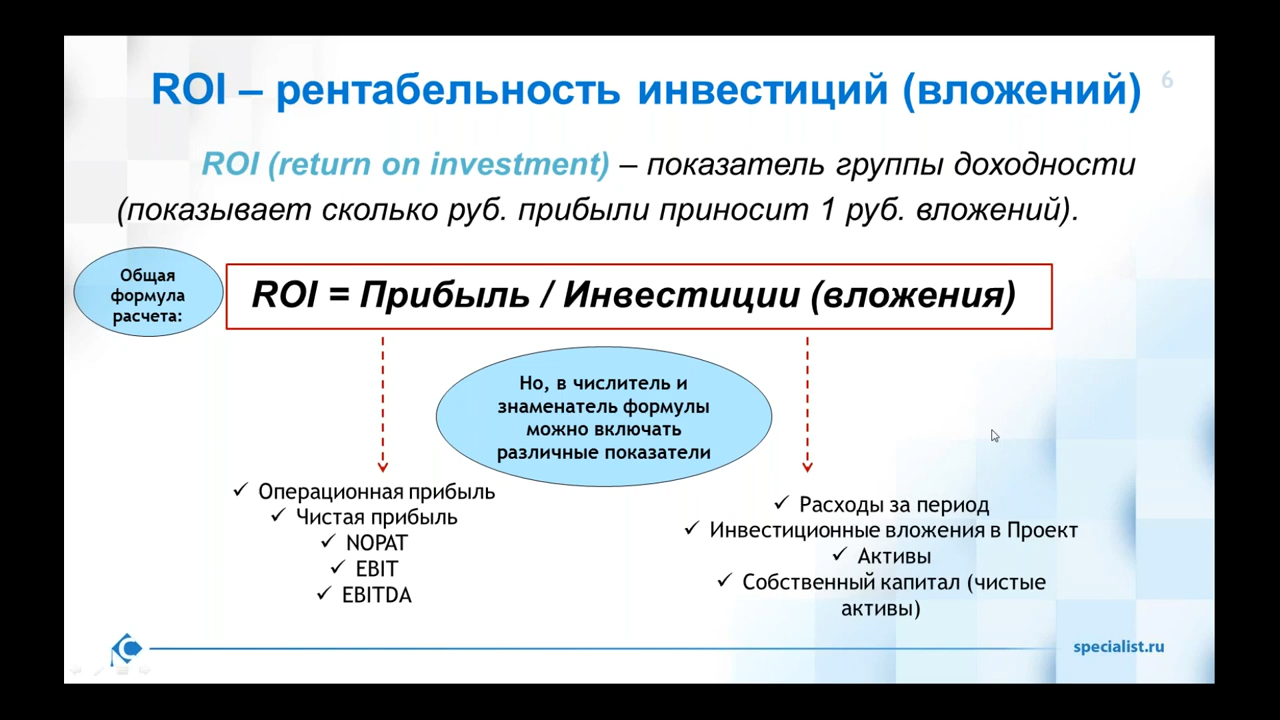 ROI – рентабельность инвестиций (вложений)
6
ROI (return on investment) – показатель группы доходности
(показывает сколько руб. прибыли приносит 1 руб. вложений).
Общая
формула
расчета:
ROI = Прибыль / Инвестиции (вложения)
Но, в числитель и
знаменатель формулы
можно включать
различные показатели
✓ Операционная прибыль
✓ Чистая прибыль
✓ NOPAT
✓ EBIT
✓ EBITDA
✓ Расходы за период
✓ Инвестиционные вложения в Проект
✓ Активы
✓ Собственный капитал (чистые
активы)
specialist.ru